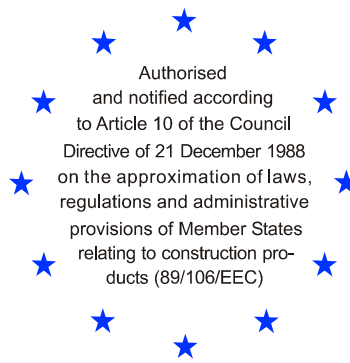 Authorised
and notified according
to Article 10 of the Council
Directive of 21 December 1988
on the approximation of laws,
regulations and administrative
provisions of Member States
relating to construction pro-
ducts (89/106/EEC)